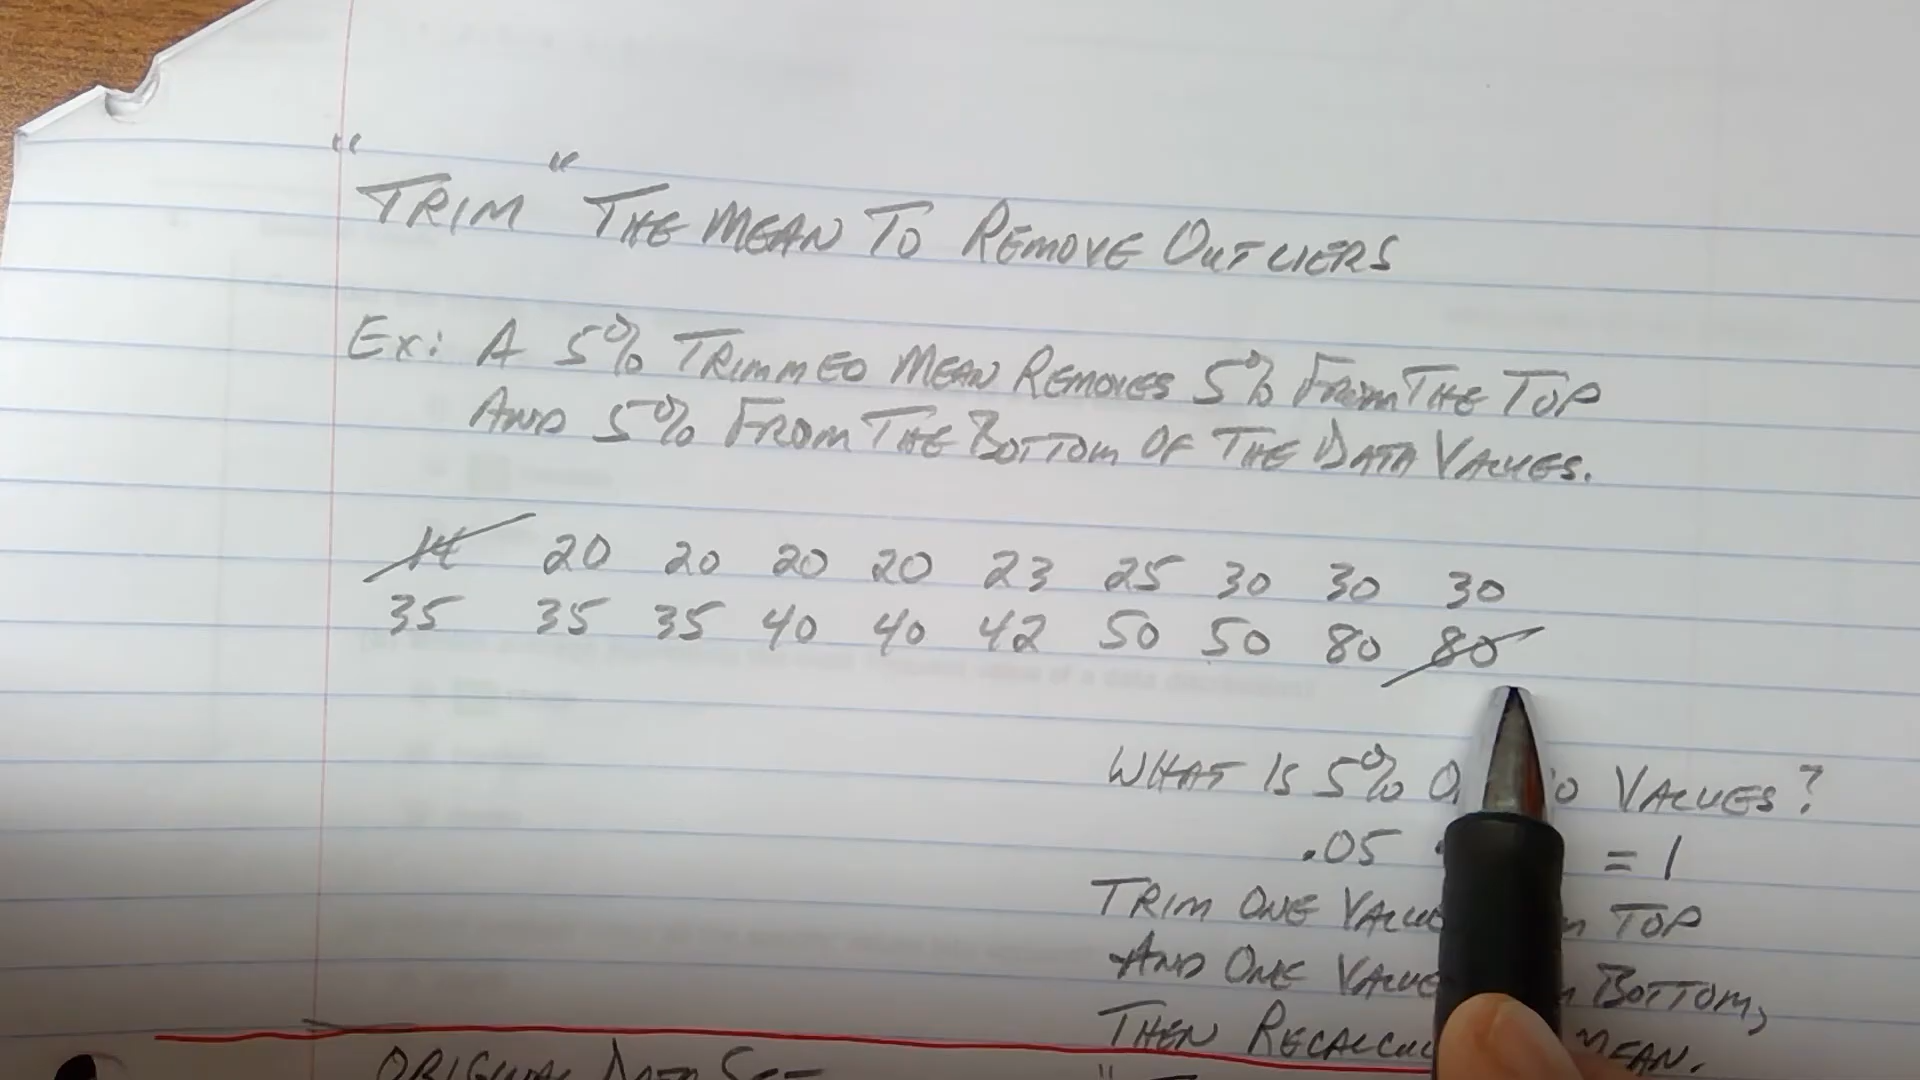 "TRIM" THE MEAN TO REMOVE OUTLIERS
EX: A 5% TRIMMED MEAN REMOVES 5% FROM THE TOP
AND 5% FROM THE BOTTOM OF THE DATA VALUES.
14 20 20 20 20 23 25 30 30 30
35 35 35 40 40 42 50 50 80 80
WHAT IS 5% VALUES?
.05 = 1
TRIM ONE TOP
AND ONE BOTTOM,
THEN MEAN.
ORIGINAL DATA